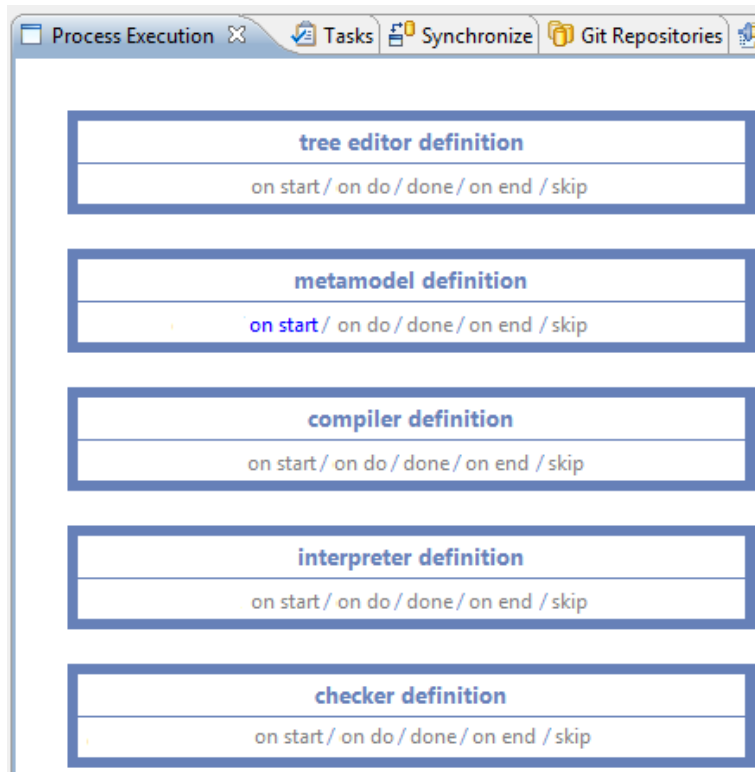 Process Execution Tasks Synchronize Git Repositories
tree editor definition
on start / on do / done / on end / skip
metamodel definition
on start / on do / done / on end / skip
compiler definition
on start / on do / done / on end / skip
interpreter definition
on start / on do / done / on end / skip
checker definition
on start / on do / done / on end / skip